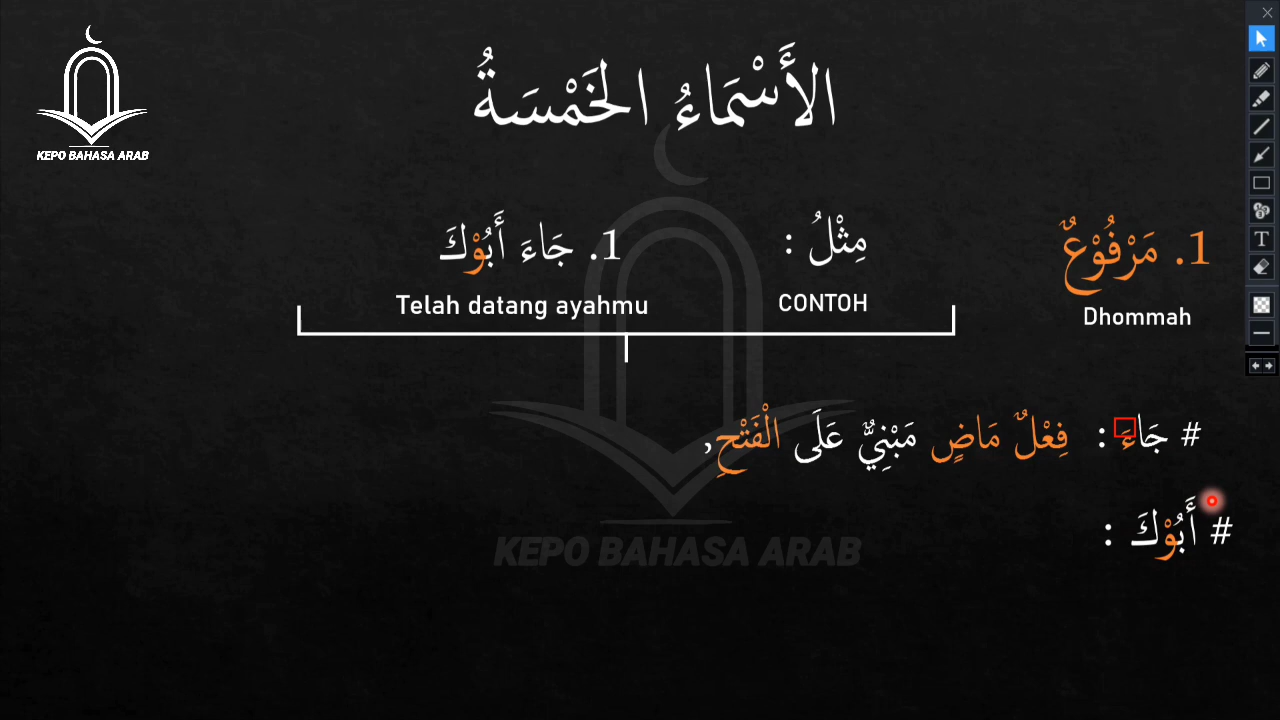 KEPO BAHASA ARAB
الأَسْمَاءُ الخَمْسَةُ
1. مَرْفُوْعٌ
Dhommah
مِثْلُ :
CONTOH
1. جَاءَ أَبُوْكَ
Telah datang ayahmu
# جَاءَ : فِعْلٌ مَاضٍ مَبْنِيٌّ عَلَى الْفَتْحِ,
# أَبُوْكَ :
KEPO BAHASA ARAB